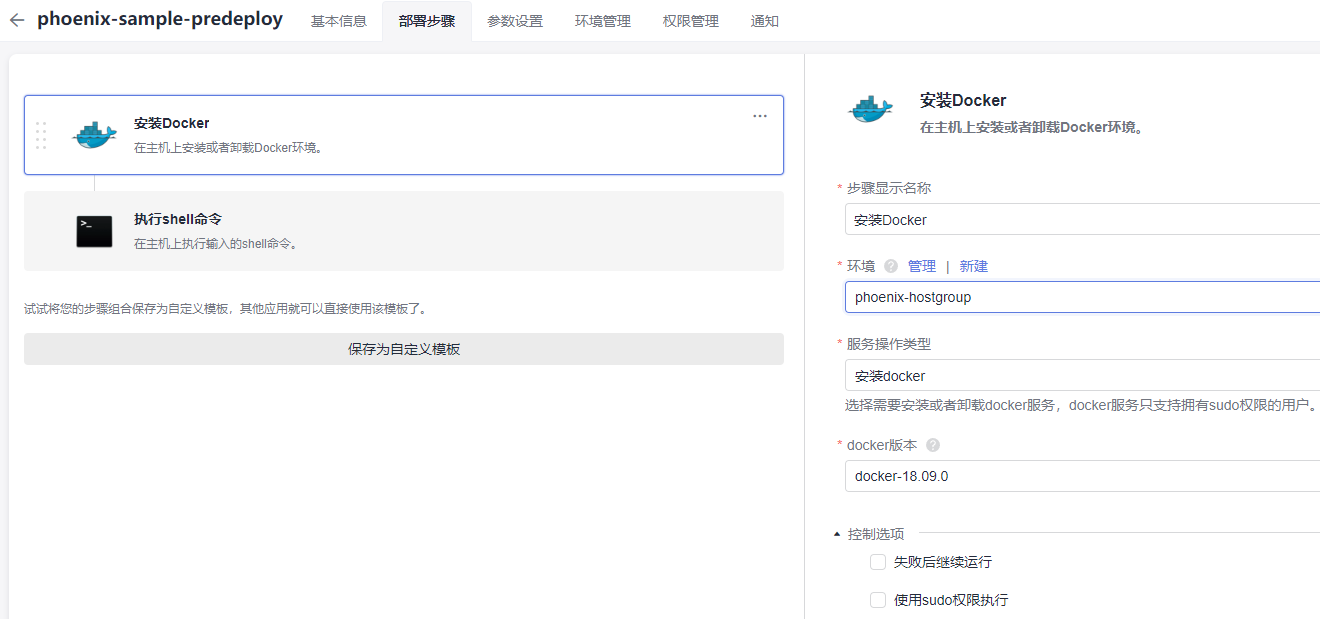 phoenix-sample-predeploy 基本信息 部署步骤 参数设置 环境管理 权限管理 通知
安装Docker
在主机上安装或者卸载Docker环境。
执行shell命令
在主机上执行输入的shell命令。
试试将您的步骤组合保存为自定义模板，其他应用就可以直接使用该模板了。
保存为自定义模板
安装Docker
在主机上安装或者卸载Docker环境。
* 步骤显示名称
安装Docker
* 环境 ? 管理 | 新建
phoenix-hostgroup
* 服务操作类型
安装docker
选择需要安装或者卸载docker服务，docker服务只支持拥有sudo权限的用户。
* docker版本 ?
docker-18.09.0
控制选项
失败后继续运行
使用sudo权限执行